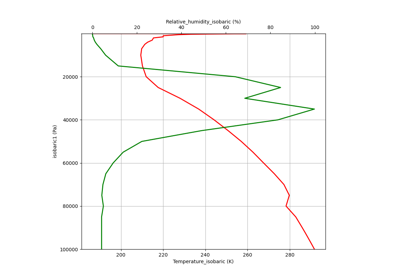 Relative_humidity_isobaric (%)
0 20 40 60 80 100
20000
40000
60000
80000
100000
isobaric1 (Pa)
200 220 240 260 280
Temperature_isobaric (K)